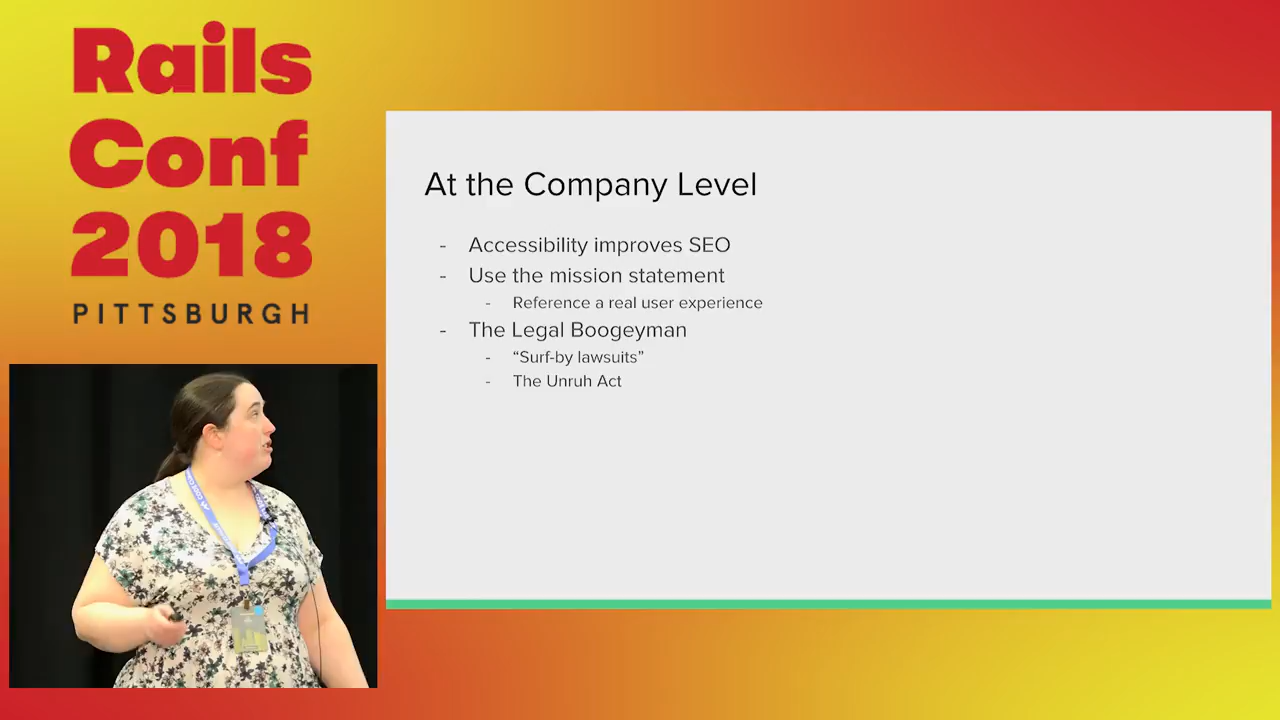 Rails
Conf
2018
PITTSBURGH
At the Company Level
- Accessibility improves SEO
- Use the mission statement
- Reference a real user experience
- The Legal Boogeyman
- “Surf-by lawsuits”
- The Unruh Act